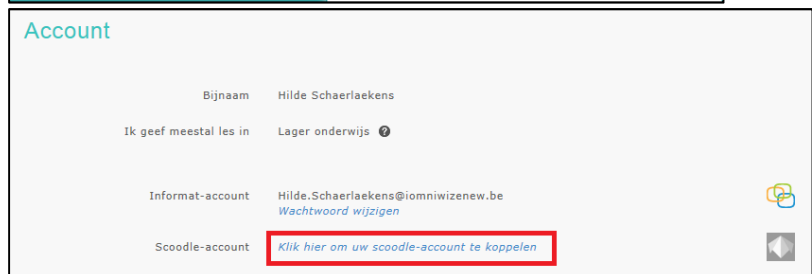 Account
Bijnaam Hilde Schaerlaekens
Ik geef meestal les in Lager onderwijs ?
Informat-account Hilde.Schaerlaekens@iomniwizenew.be
Wachtwoord wijzigen
Scoodle-account Klik hier om uw scoodle-account te koppelen